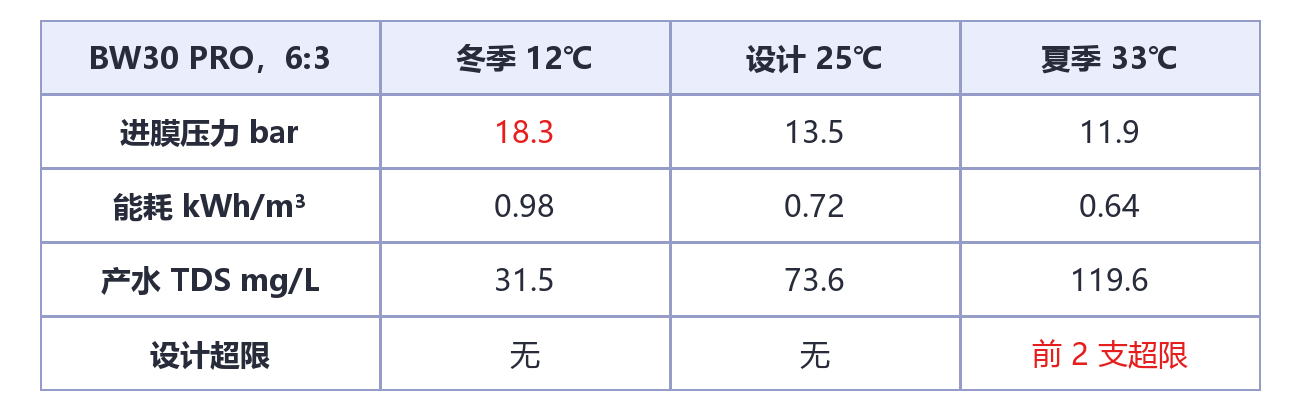 BW30 PRO，6:3 冬季 12℃ 设计 25℃ 夏季 33℃
进膜压力 bar 18.3 13.5 11.9
能耗 kWh/m³ 0.98 0.72 0.64
产水 TDS mg/L 31.5 73.6 119.6
设计超限 无 无 前 2 支超限